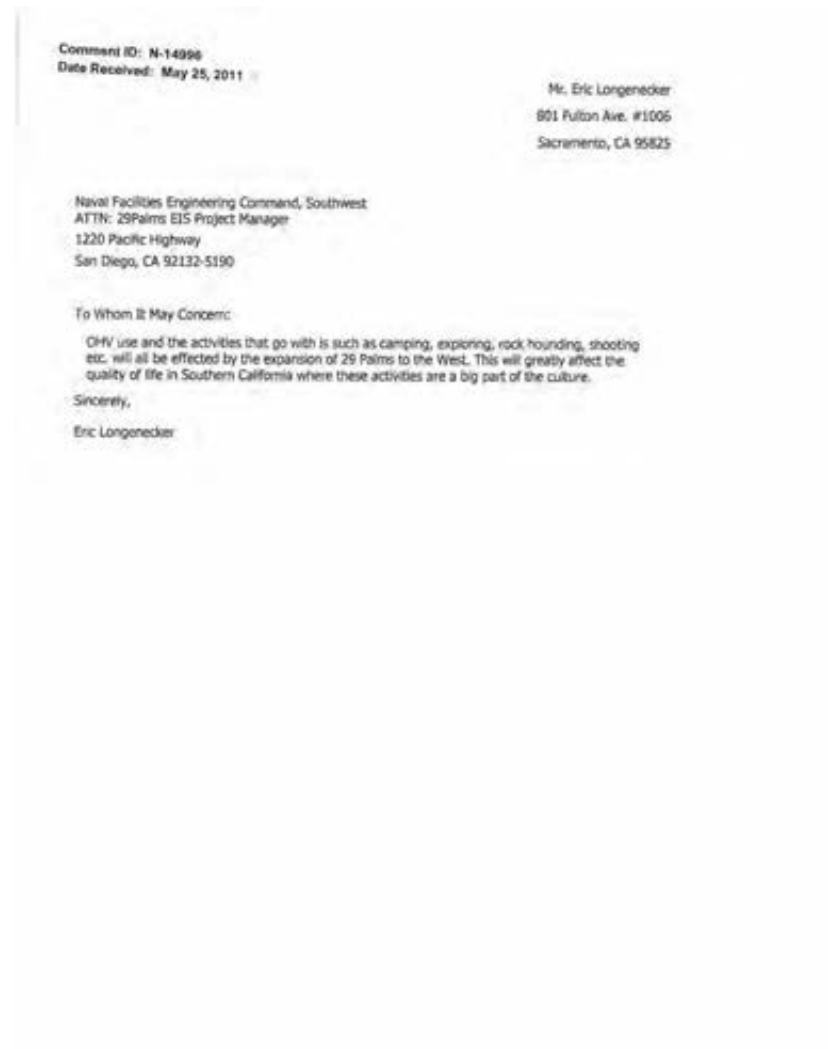 Comment ID: N-14996
Date Received: May 25, 2011
Mr. Eric Longenecker
801 Fulton Ave. #1006
Sacramento, CA 95825
Naval Facilities Engineering Command, Southwest
ATTN: 29Palms EIS Project Manager
1220 Pacific Highway
San Diego, CA 92132-5190
To Whom It May Concern:
OHV use and the activities that go with is such as camping, exploring, rock hounding, shooting
etc. will all be effected by the expansion of 29 Palms to the West. This will greatly affect the
quality of life in Southern California where these activities are a big part of the culture.
Sincerely,
Eric Longenecker